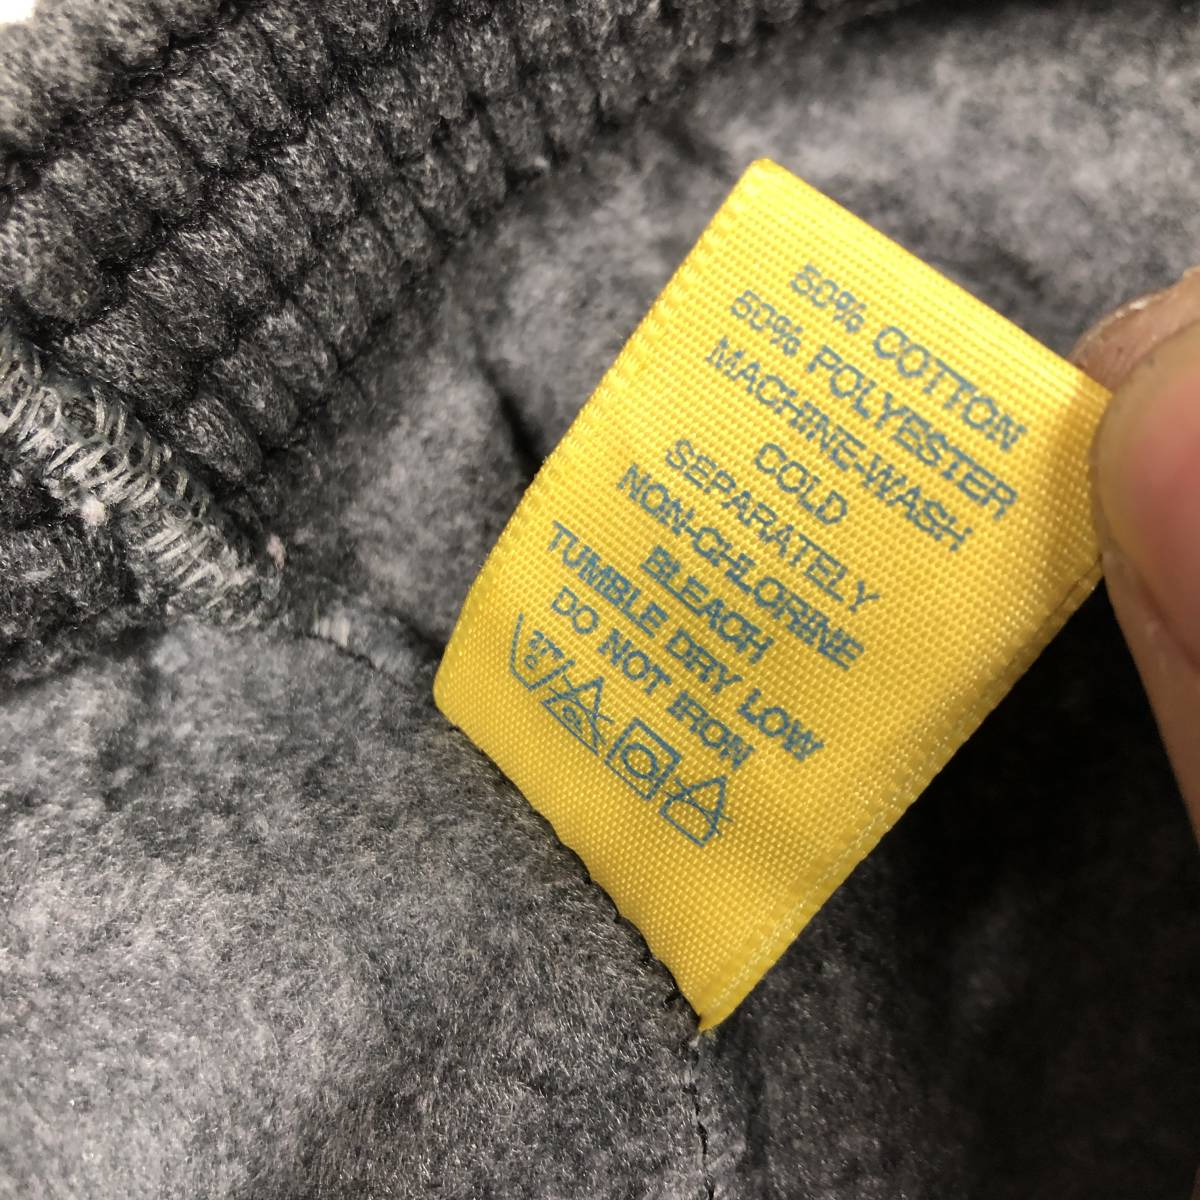 50% COTTON
50% POLYESTER
MACHINE-WASH
COLD
SEPARATELY
NON-CHLORINE
BLEACH
TUMBLE DRY LOW
DO NOT IRON